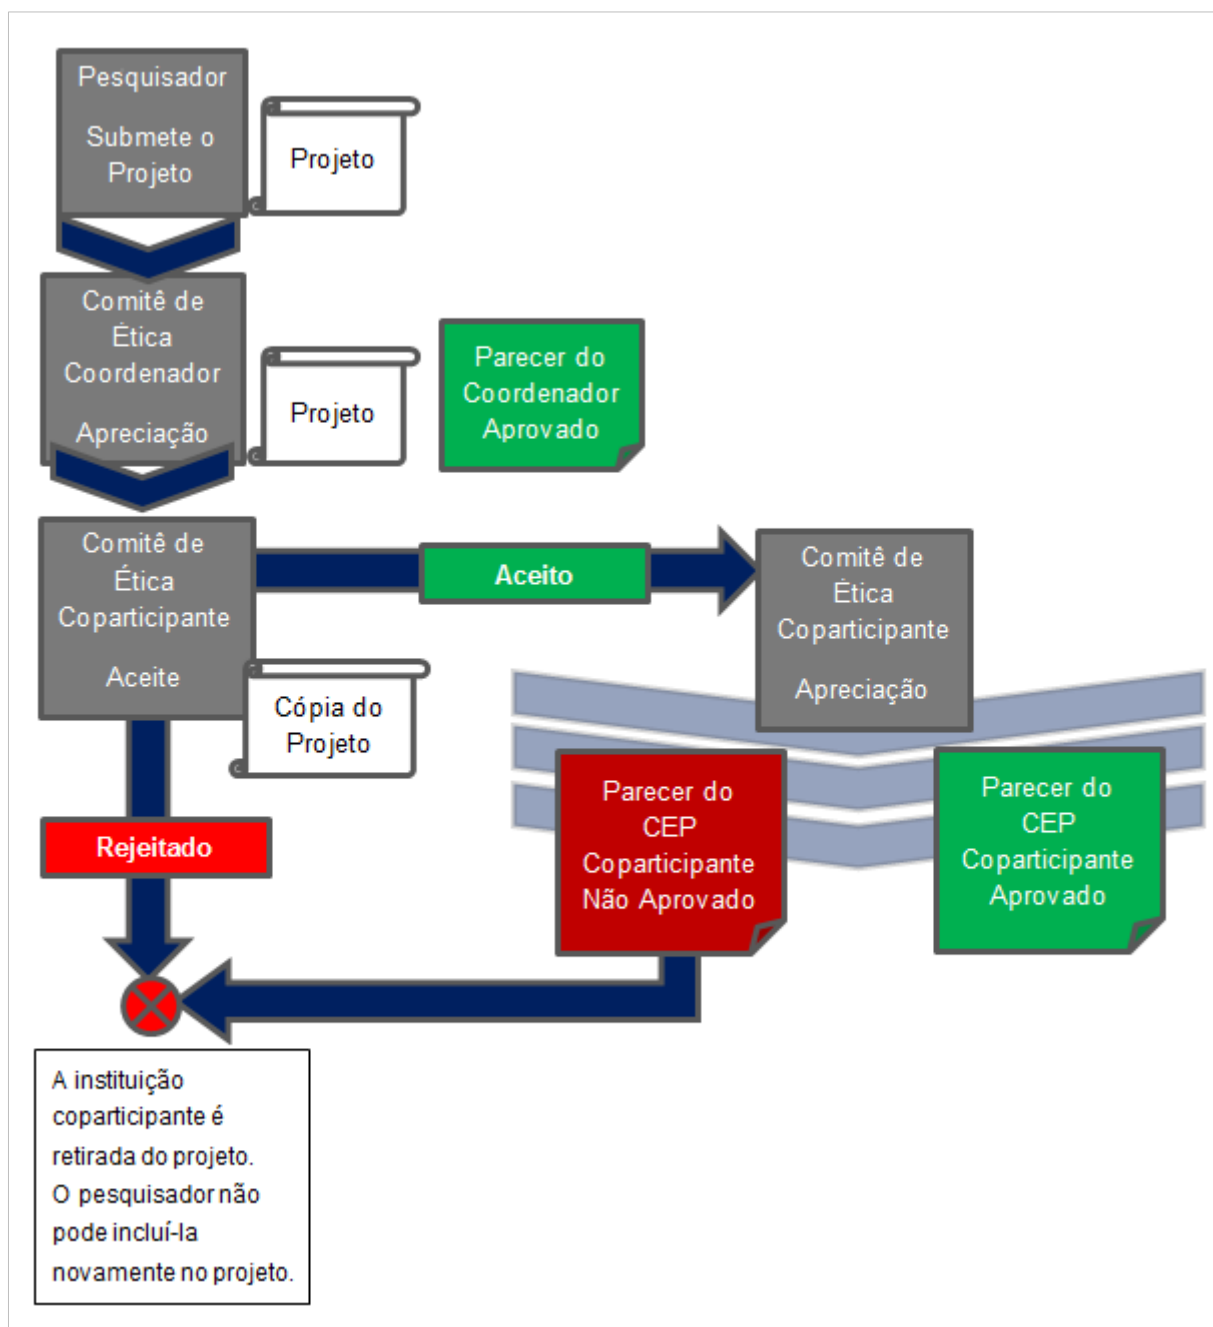 Pesquisador
Submete o
Projeto
Projeto
Comitê de
Ética
Coordenador
Apreciação
Projeto
Parecer do
Coordenador
Aprovado
Comitê de
Ética
Coparticipante
Aceite
Cópia do
Projeto
Aceito
Comitê de
Ética
Coparticipante
Apreciação
Parecer do
CEP
Coparticipante
Não Aprovado
Parecer do
CEP
Coparticipante
Aprovado
Rejeitado
A instituição
coparticipante é
retirada do projeto.
O pesquisador não
pode incluí-la
novamente no projeto.